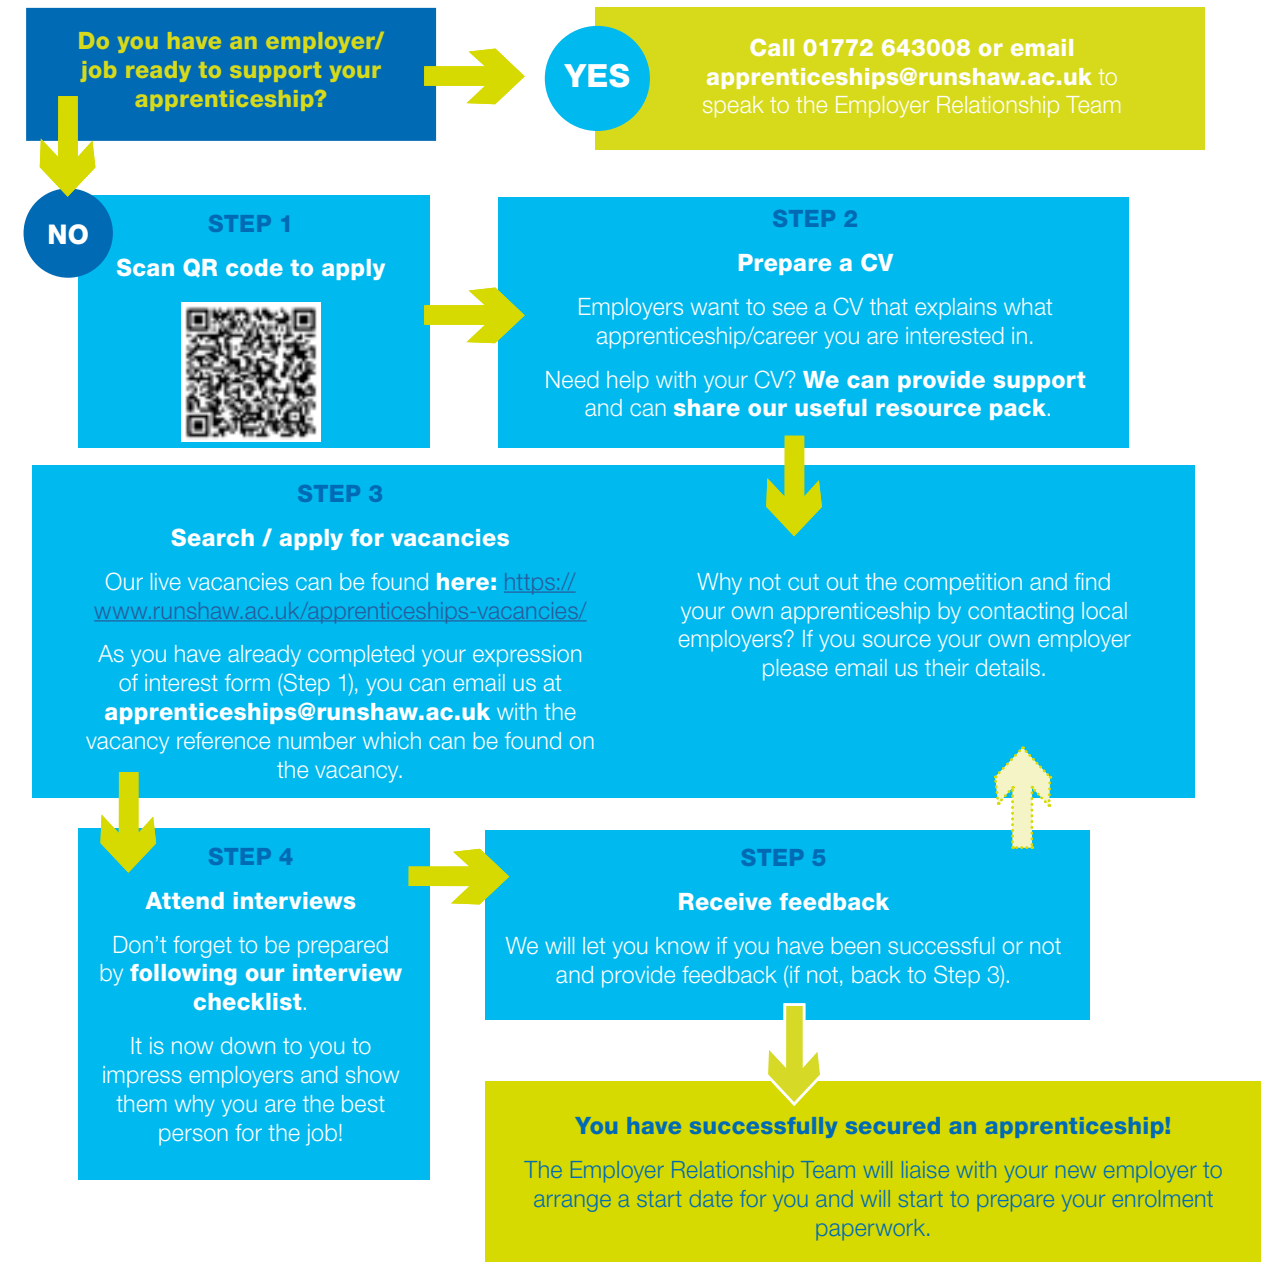 Do you have an employer/
job ready to support your
apprenticeship?
YES
Call 01772 643008 or email
apprenticeships@runshaw.ac.uk to
speak to the Employer Relationship Team
NO
STEP 1
Scan QR code to apply
STEP 2
Prepare a CV
Employers want to see a CV that explains what
apprenticeship/career you are interested in.
Need help with your CV? We can provide support
and can share our useful resource pack.
STEP 3
Search / apply for vacancies
Our live vacancies can be found here: https://
www.runshaw.ac.uk/apprenticeships-vacancies/
As you have already completed your expression
of interest form (Step 1), you can email us at
apprenticeships@runshaw.ac.uk with the
vacancy reference number which can be found on
the vacancy.
Why not cut out the competition and find
your own apprenticeship by contacting local
employers? If you source your own employer
please email us their details.
STEP 4
Attend interviews
Don't forget to be prepared
by following our interview
checklist.
It is now down to you to
impress employers and show
them why you are the best
person for the job!
STEP 5
Receive feedback
We will let you know if you have been successful or not
and provide feedback (if not, back to Step 3).
You have successfully secured an apprenticeship!
The Employer Relationship Team will liaise with your new employer to
arrange a start date for you and will start to prepare your enrolment
paperwork.